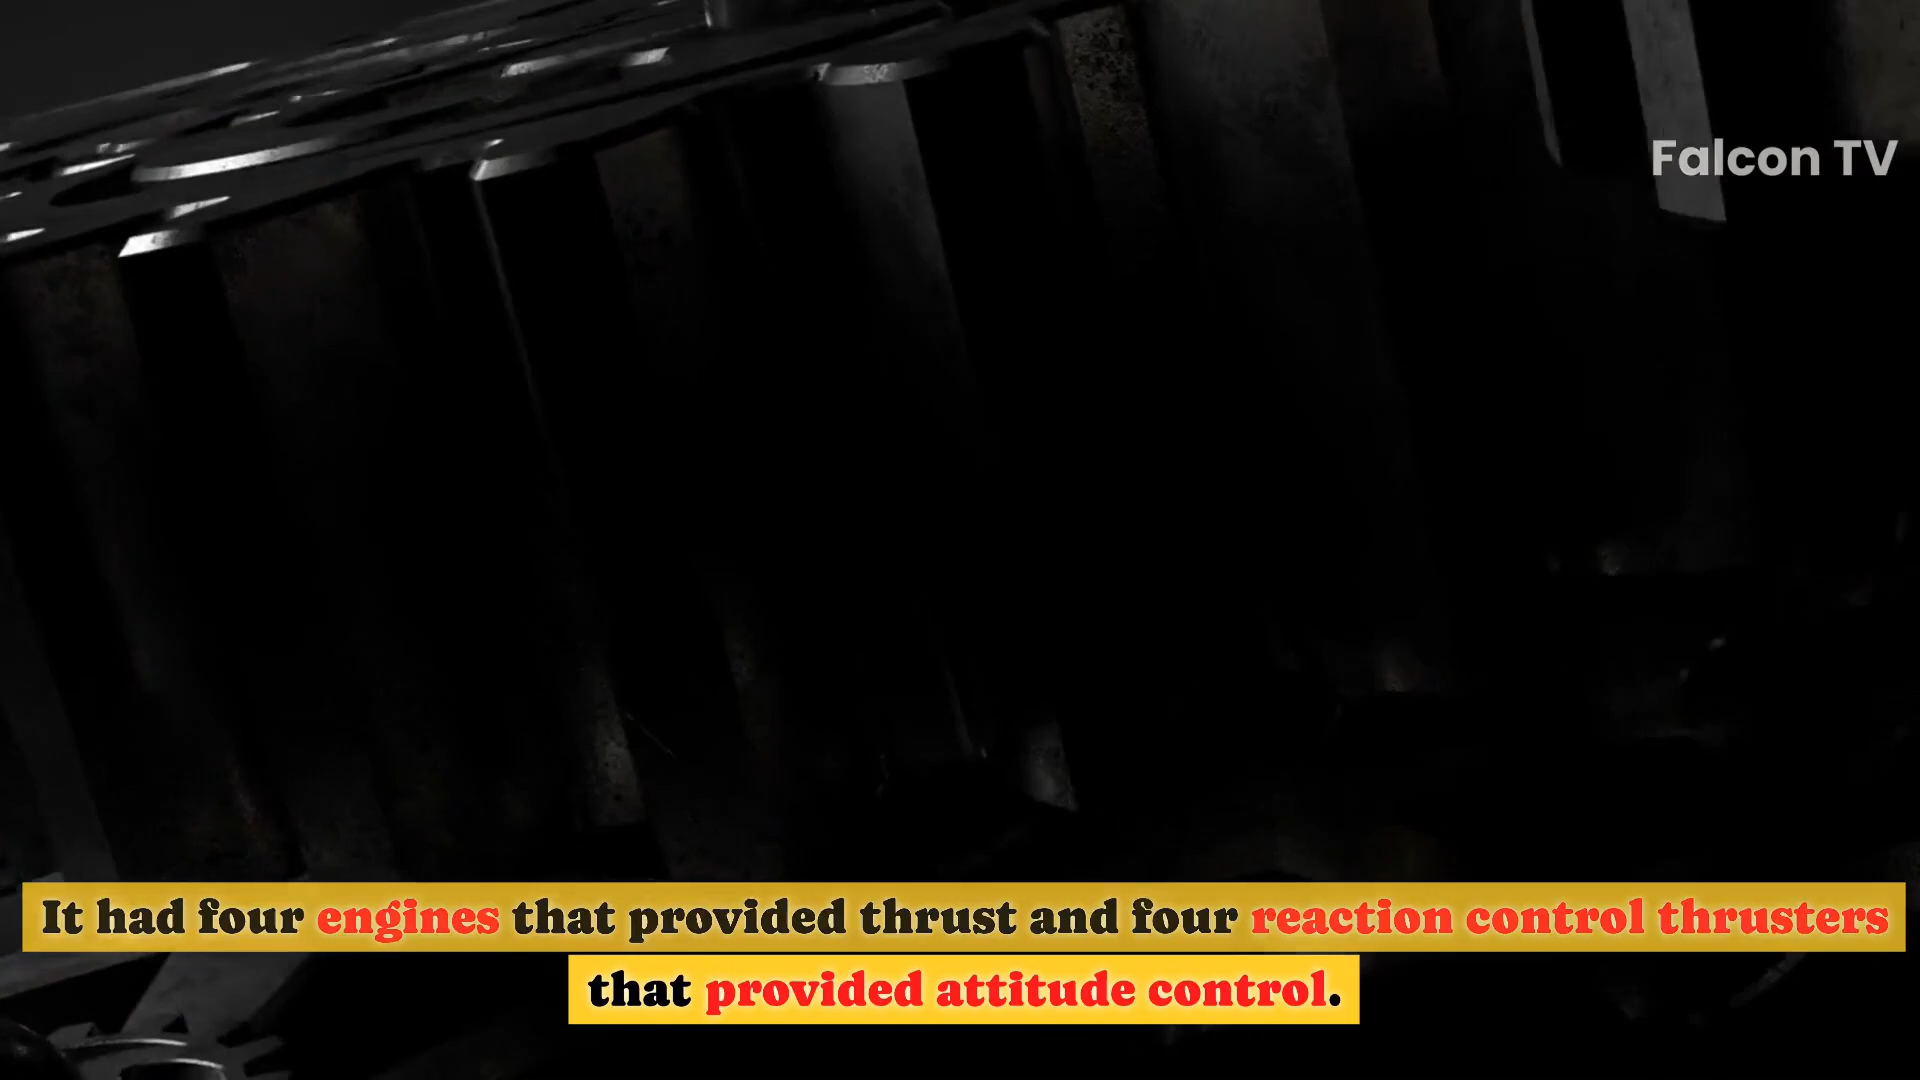 Falcon TV
It had four engines that provided thrust and four reaction control thrusters
that provided attitude control.